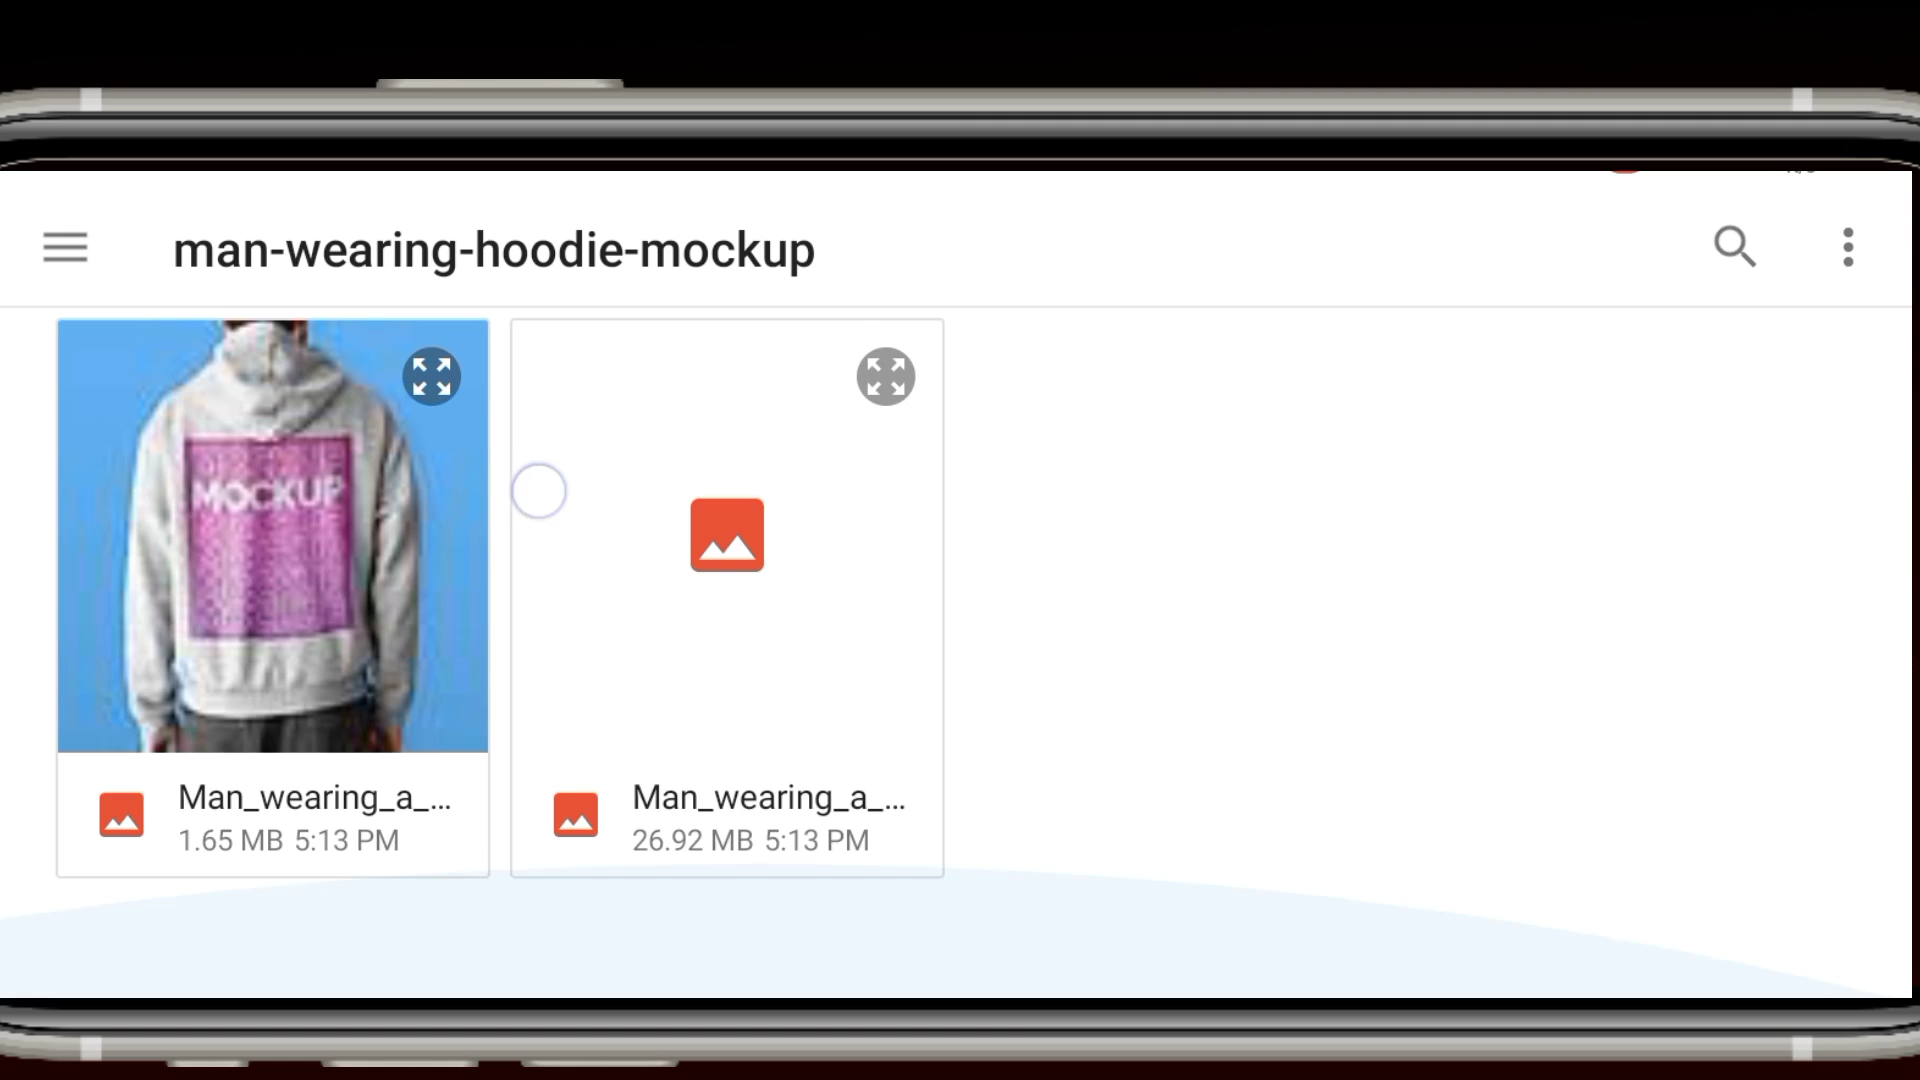 man-wearing-hoodie-mockup
MOCKUP
Man_wearing_a_...
1.65 MB 5:13 PM
Man_wearing_a_...
26.92 MB 5:13 PM